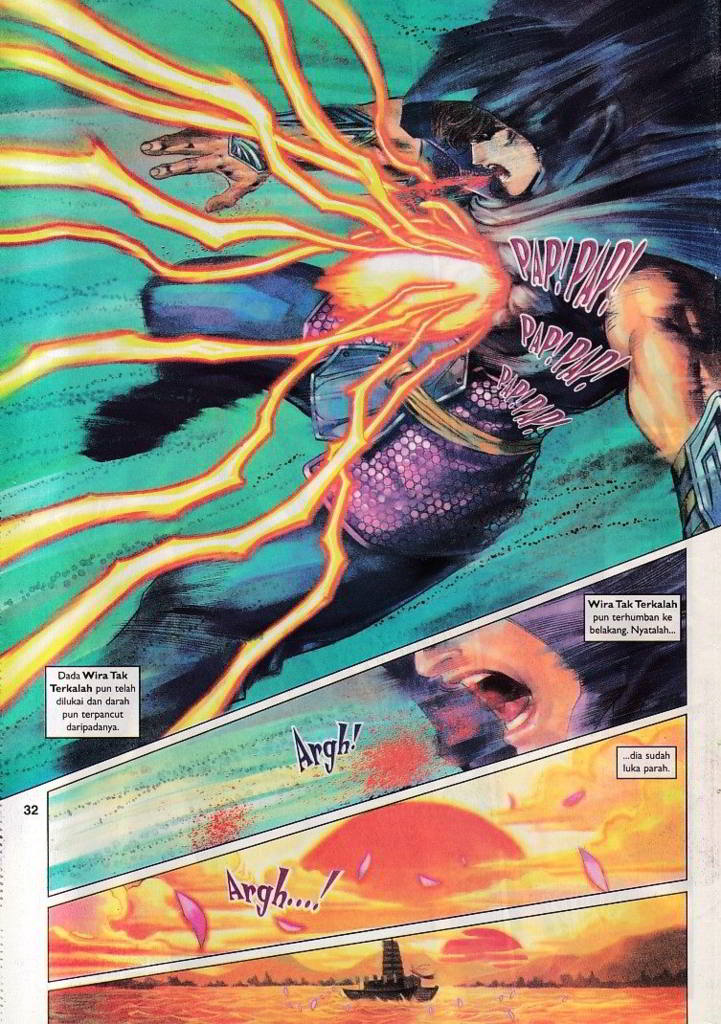 PAP! PAP!
PAP! PAP!
PAP! PAP!
Dada Wira Tak
Terkalah pun telah
dilukai dan darah
pun terpancut
daripadanya.
Wira Tak Terkalah
pun terhumban ke
belakang. Nyatalah...
Argh!
...dia sudah
luka parah.
32
Argh....!